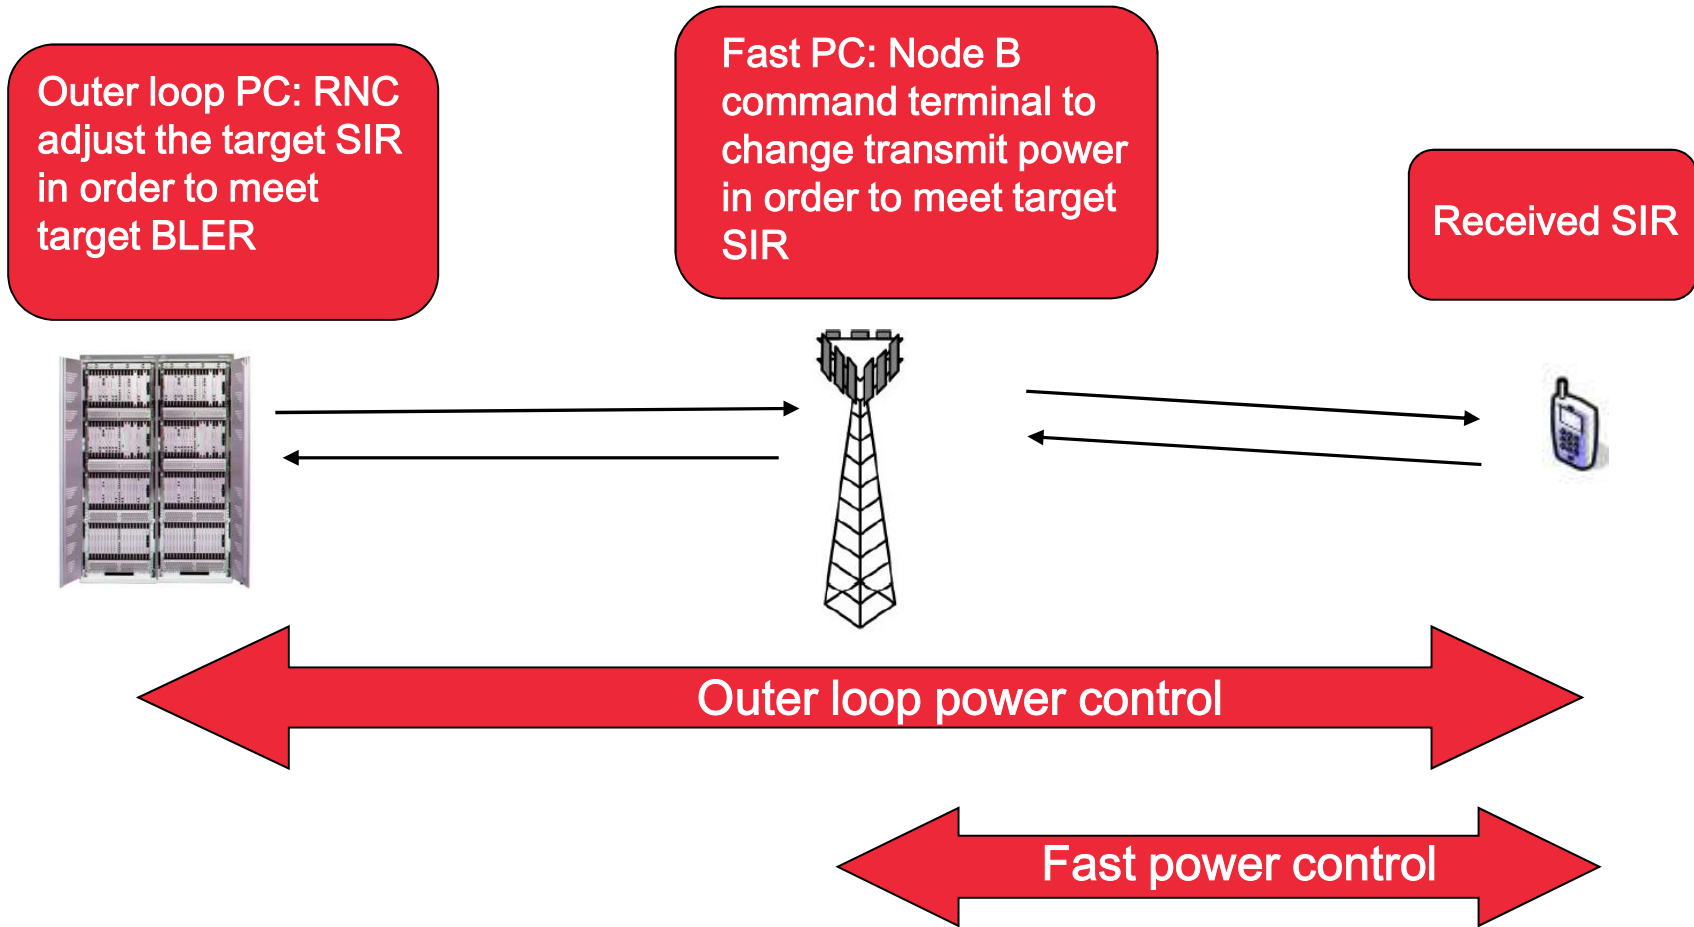 Outer loop PC: RNC
adjust the target SIR
in order to meet
target BLER
Fast PC: Node B
command terminal to
change transmit power
in order to meet target
SIR
Received SIR
Outer loop power control
Fast power control